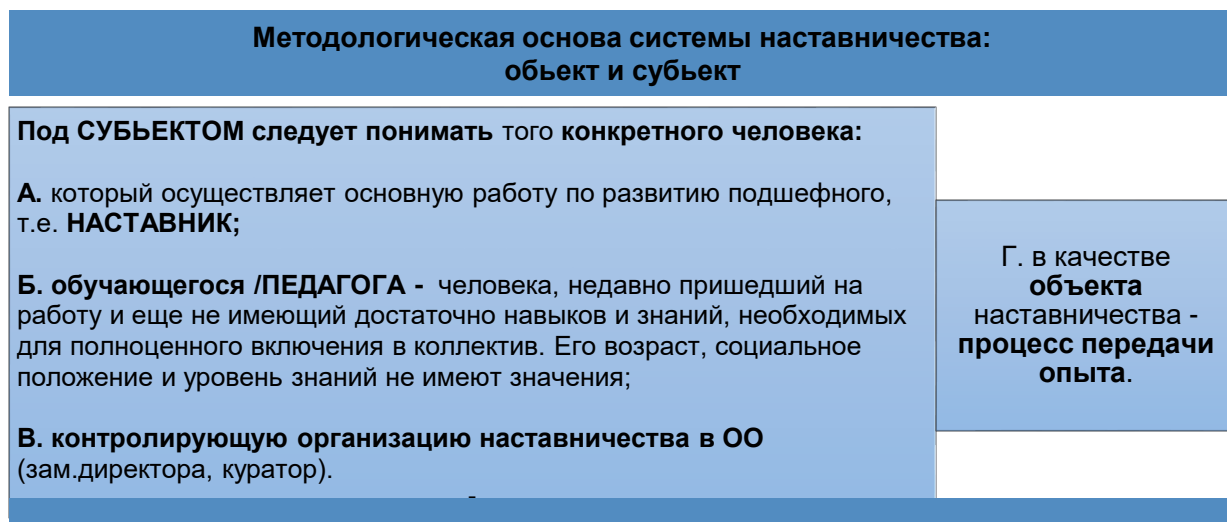 Методологическая основа системы наставничества:
обьект и субьект
Под СУБЬЕКТОМ следует понимать того конкретного человека:
А. который осуществляет основную работу по развитию подшефного,
т.е. НАСТАВНИК;
Б. обучающегося /ПЕДАГОГА - человека, недавно пришедший на
работу и еще не имеющий достаточно навыков и знаний, необходимых
для полноценного включения в коллектив. Его возраст, социальное
положение и уровень знаний не имеют значения;
В. контролирующую организацию наставничества в ОО
(зам.директора, куратор).
Г. в качестве
объекта
наставничества -
процесс передачи
опыта.